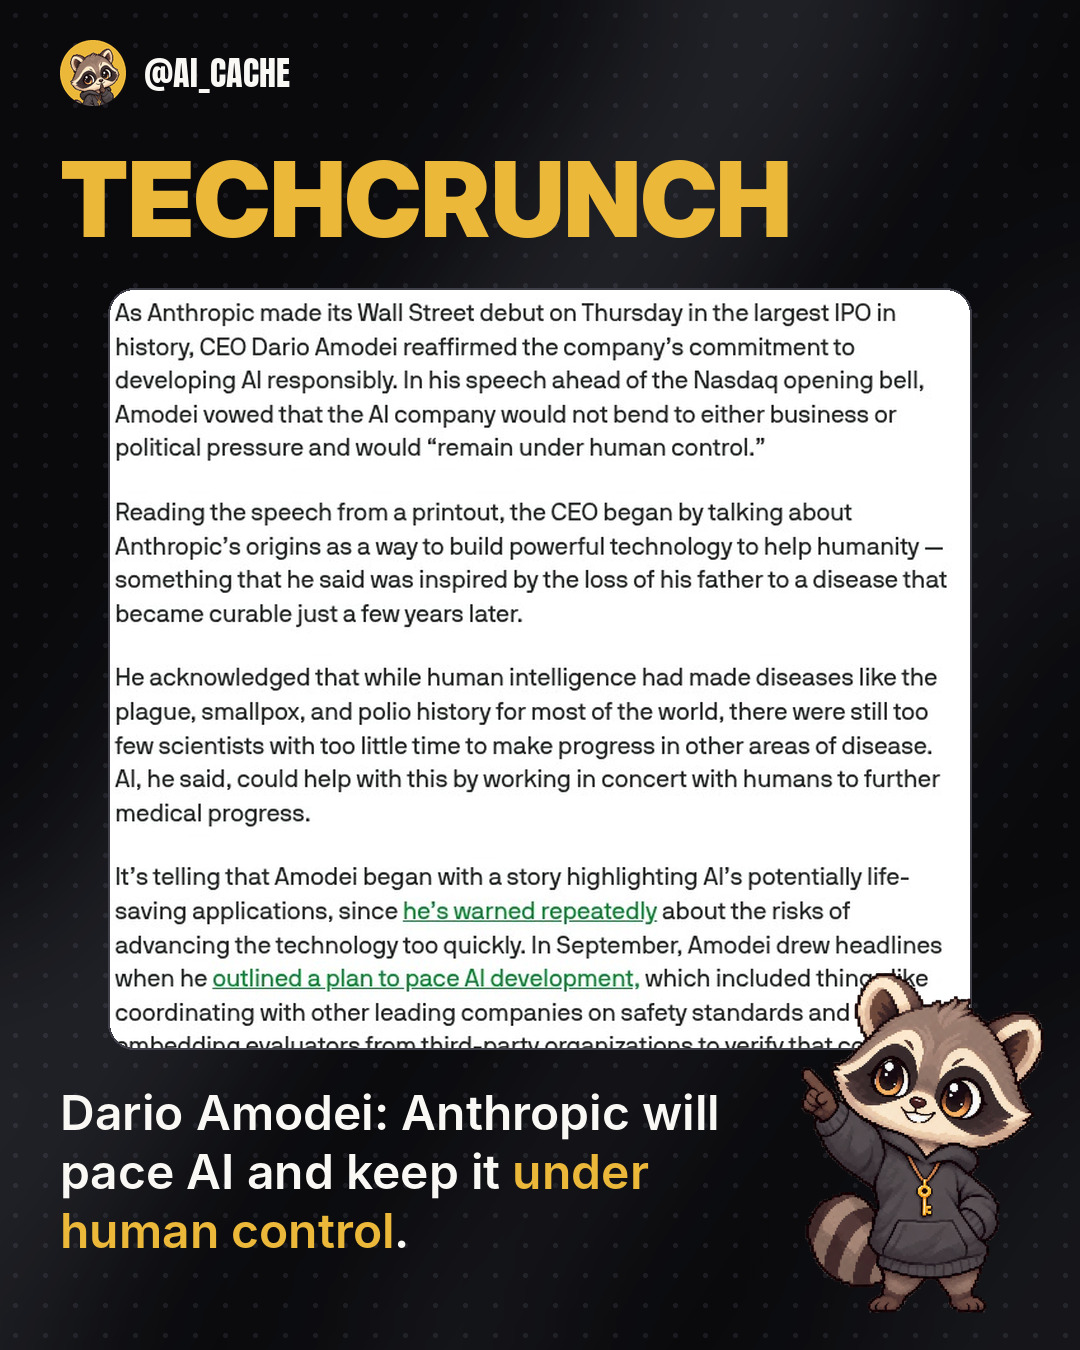 @AI_CACHE
TECHCRUNCH
As Anthropic made its Wall Street debut on Thursday in the largest IPO in
history, CEO Dario Amodei reaffirmed the company’s commitment to
developing AI responsibly. In his speech ahead of the Nasdaq opening bell,
Amodei vowed that the AI company would not bend to either business or
political pressure and would “remain under human control.”
Reading the speech from a printout, the CEO began by talking about
Anthropic’s origins as a way to build powerful technology to help humanity —
something that he said was inspired by the loss of his father to a disease that
became curable just a few years later.
He acknowledged that while human intelligence had made diseases like the
plague, smallpox, and polio history for most of the world, there were still too
few scientists with too little time to make progress in other areas of disease.
AI, he said, could help with this by working in concert with humans to further
medical progress.
It’s telling that Amodei began with a story highlighting AI’s potentially life-
saving applications, since he’s warned repeatedly about the risks of
advancing the technology too quickly. In September, Amodei drew headlines
when he outlined a plan to pace AI development, which included things like
coordinating with other leading companies on safety standards and
embedding evaluators from third-party organizations to verify that
Dario Amodei: Anthropic will
pace AI and keep it under
human control.